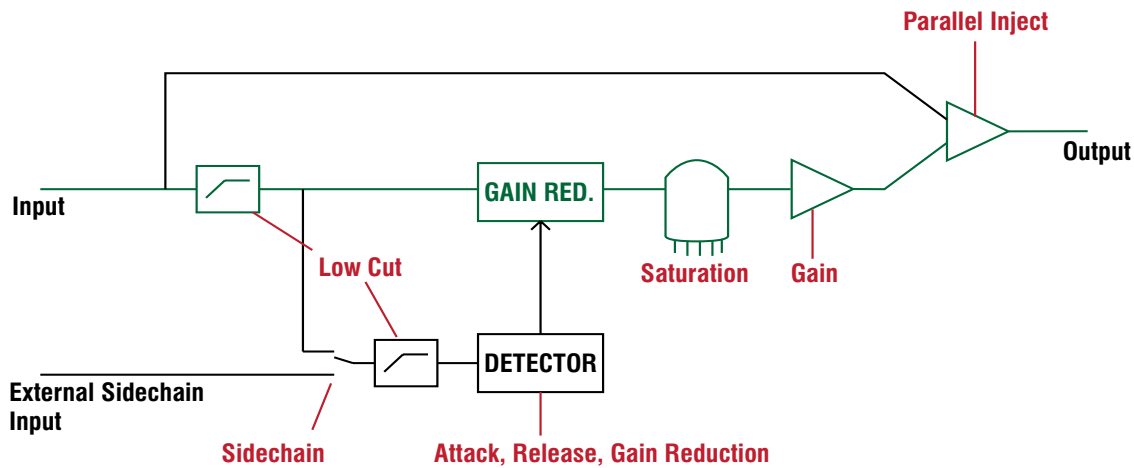 Parallel Inject
Output
Input
GAIN RED.
Low Cut
Saturation
Gain
DETECTOR
External Sidechain
Input
Sidechain
Attack, Release, Gain Reduction